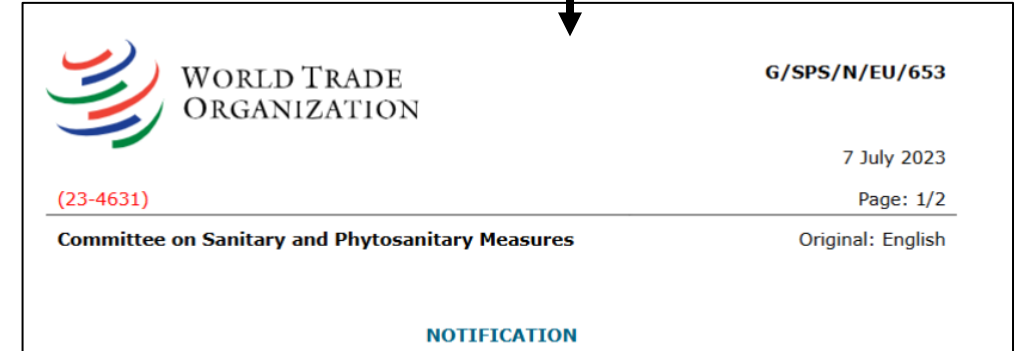 WORLD TRADE
ORGANIZATION
G/SPS/N/EU/653
7 July 2023
(23-4631)
Page: 1/2
Committee on Sanitary and Phytosanitary Measures
Original: English
NOTIFICATION